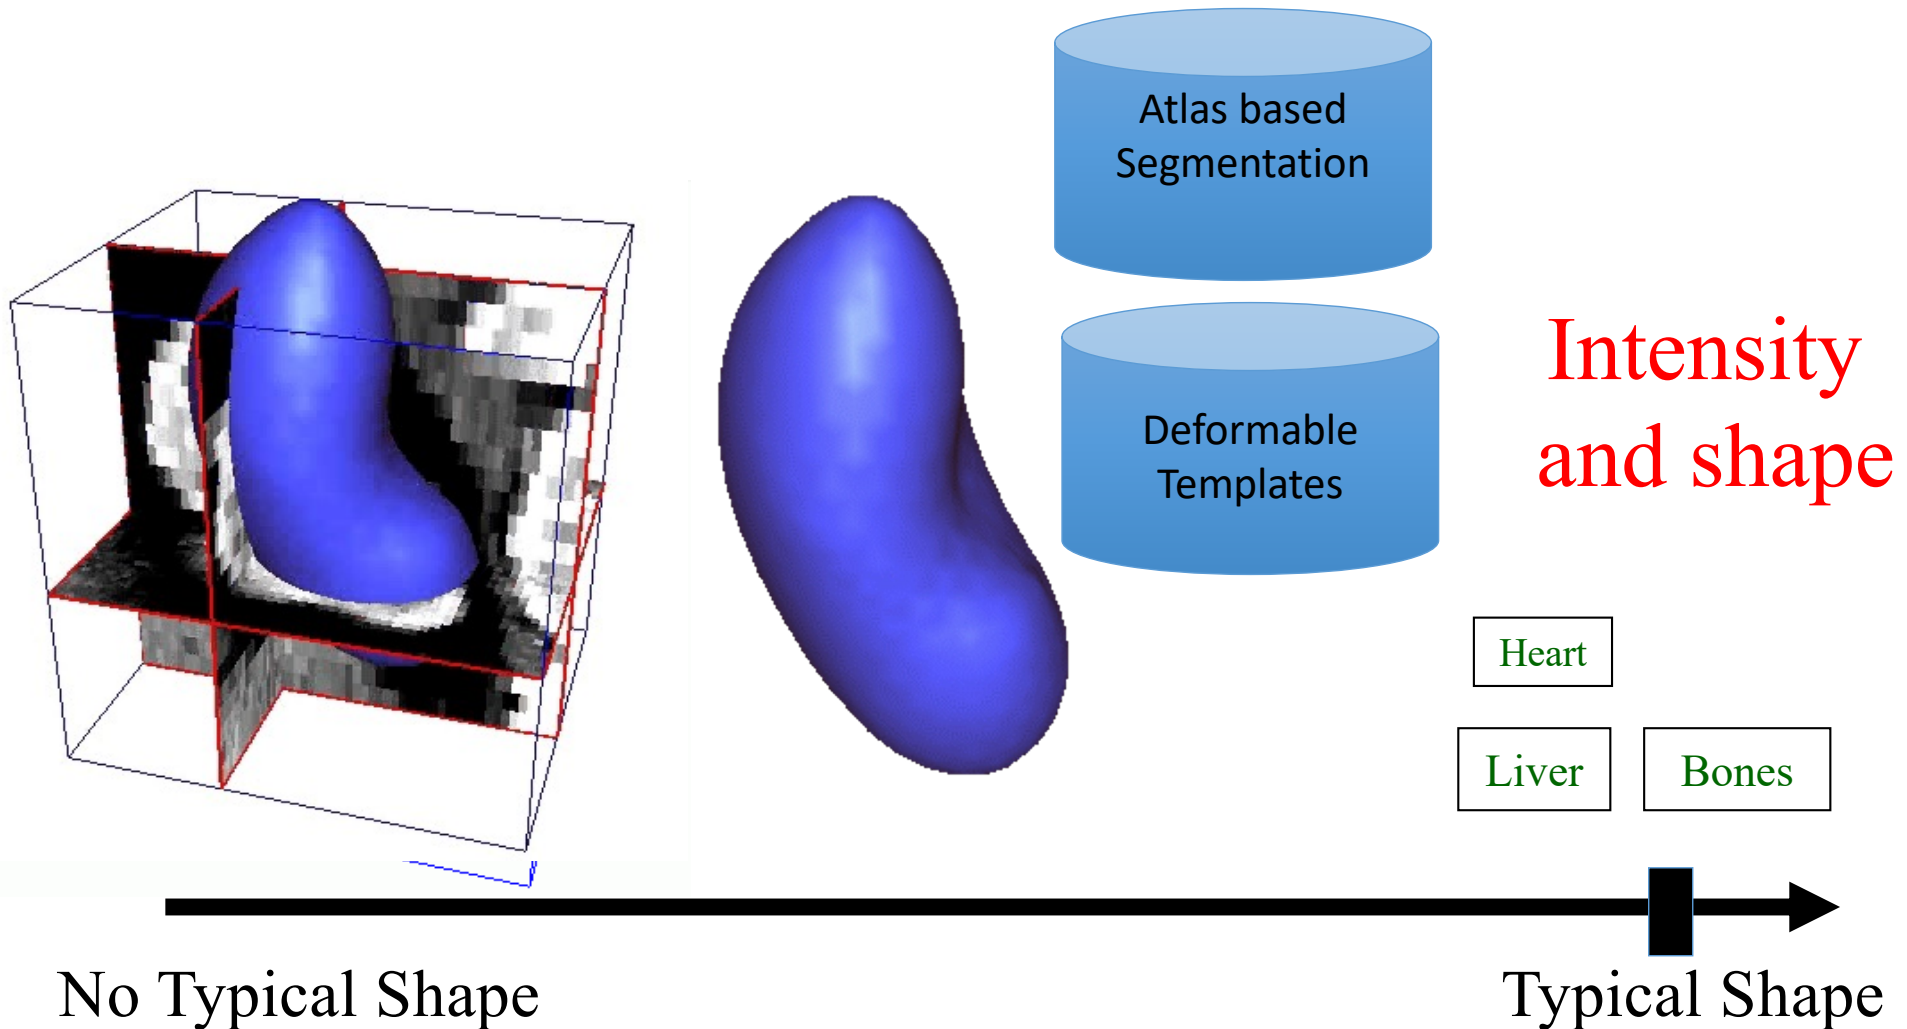 Atlas based
Segmentation
Deformable
Templates
Intensity
and shape
Heart
Liver
Bones
No Typical Shape
Typical Shape